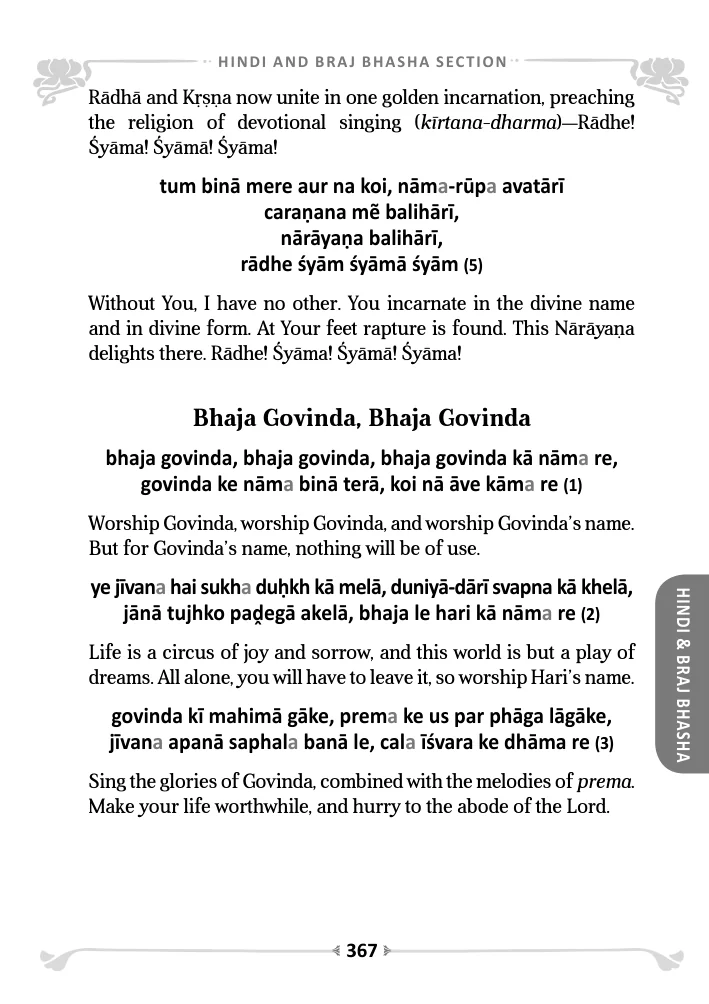 HINDI AND BRAJ BHASHA SECTION
Rādhā and Kṛṣṇa now unite in one golden incarnation, preaching
the religion of devotional singing (kīrtana-dharma)—Rādhe!
Śyāma! Śyāmā! Śyāma!
tum binā mere aur na koi, nāma-rūpa avatārī
caraṇana mẽ balihārī,
nārāyaṇa balihārī,
rādhe śyām śyāmā śyām (5)
Without You, I have no other. You incarnate in the divine name
and in divine form. At Your feet rapture is found. This Nārāyaṇa
delights there. Rādhe! Śyāma! Śyāmā! Śyāma!
Bhaja Govinda, Bhaja Govinda
bhaja govinda, bhaja govinda, bhaja govinda kā nāma re,
govinda ke nāma binā terā, koi nā āve kāma re (1)
Worship Govinda, worship Govinda, and worship Govinda's name.
But for Govinda's name, nothing will be of use.
ye jīvana hai sukha duḥkh kā melā, duniyā-dārī svapna kā khelā,
jānā tujhko paḍ̣egā akelā, bhaja le hari kā nāma re (2)
Life is a circus of joy and sorrow, and this world is but a play of
dreams. All alone, you will have to leave it, so worship Hari's name.
govinda kī mahimā gāke, prema ke us par phāga lāgāke,
jīvana apanā saphala banā le, cala īśvara ke dhāma re (3)
Sing the glories of Govinda, combined with the melodies of prema.
Make your life worthwhile, and hurry to the abode of the Lord.
HINDI & BRAJ BHASHA
367